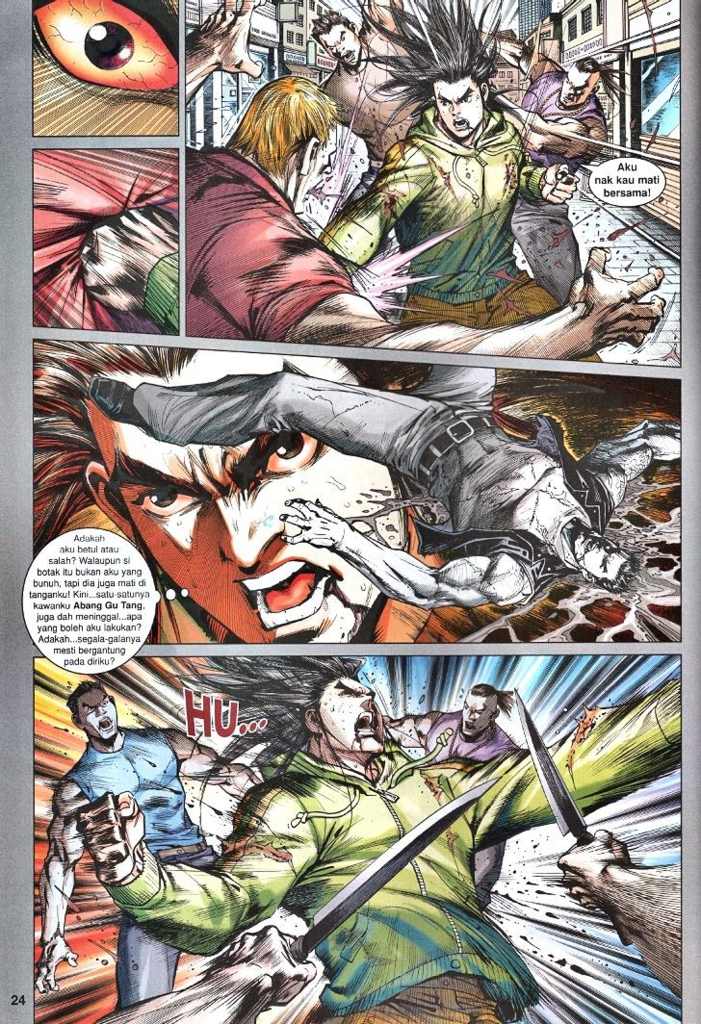 Aku
nak kau mati
bersama!
Adakah
aku betul atau
salah? Walaupun si
botak itu bukan aku yang
bunuh, tapi dia juga mati di
tanganku! Kini...satu-satunya
kawanku Abang Gu Tang,
juga dah meninggal...apa
yang boleh aku lakukan?
Adakah...segala-galanya
mesti bergantung
pada diriku?
...
HU...
24